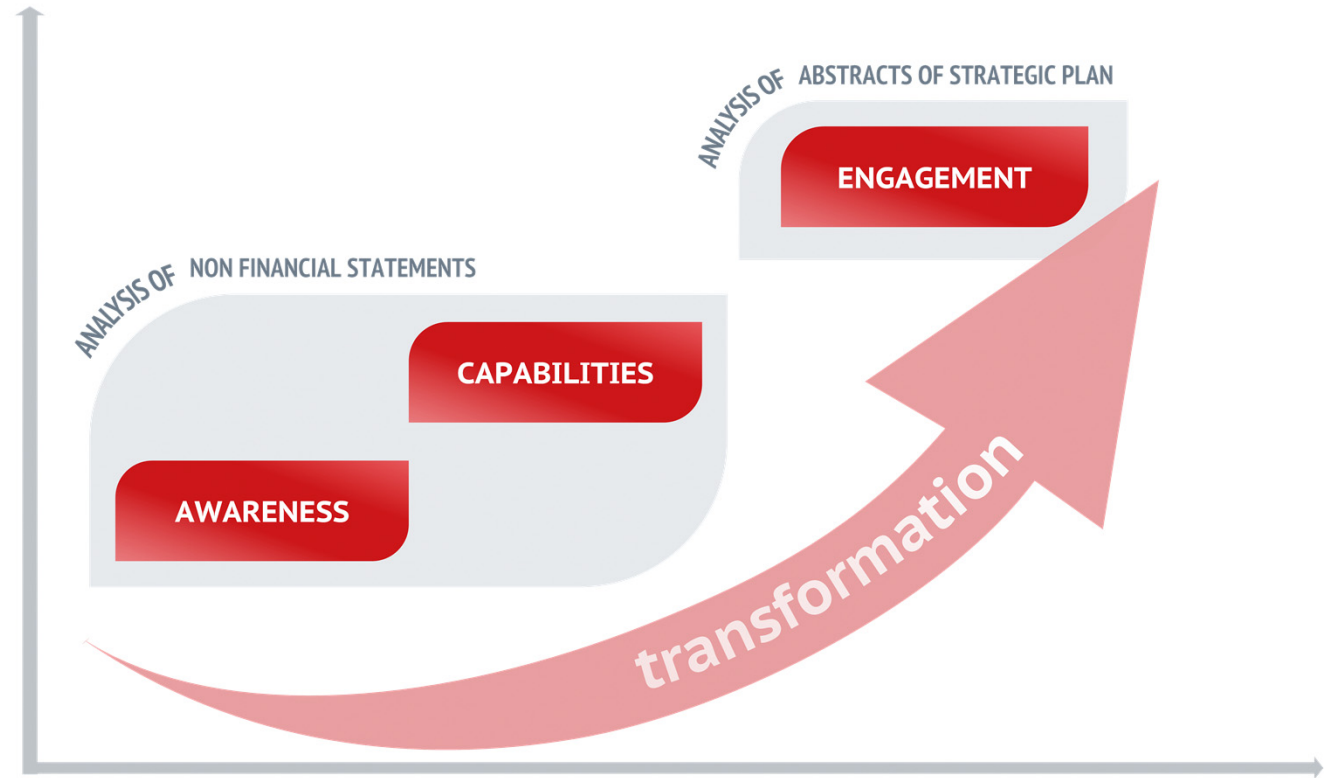 ANALYSIS OF ABSTRACTS OF STRATEGIC PLAN
ENGAGEMENT
ANALYSIS OF NON FINANCIAL STATEMENTS
CAPABILITIES
AWARENESS
transformation